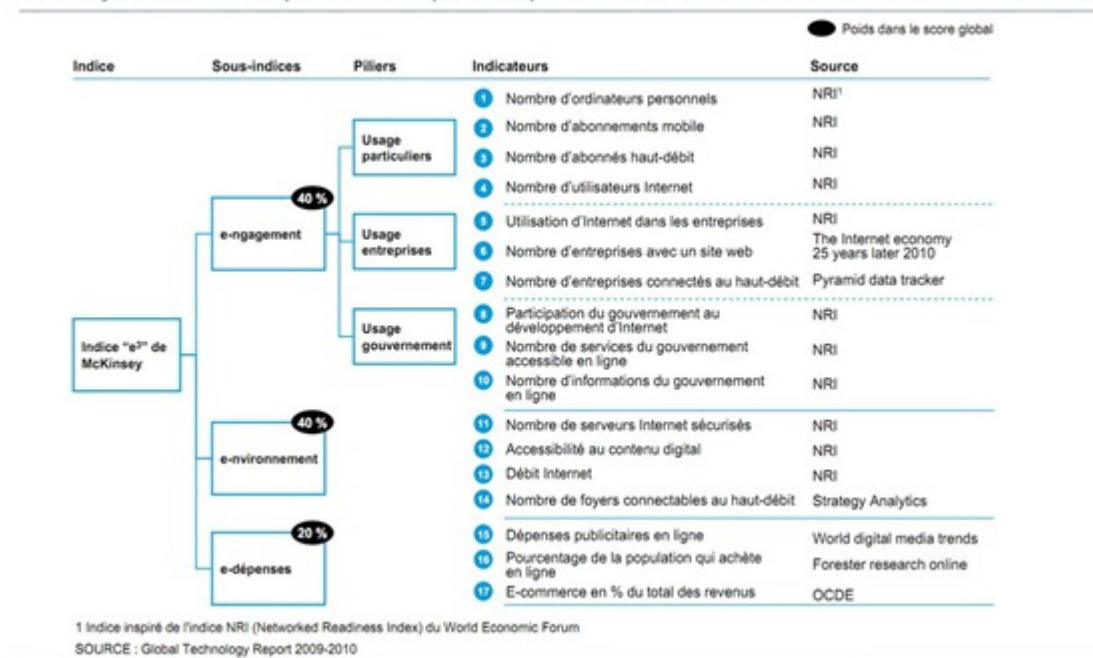 Poids dans le score global
Indice Sous-indices Piliers Indicateurs Source
1 Nombre d'ordinateurs personnels NRI¹
Usage particuliers
2 Nombre d'abonnements mobile NRI
3 Nombre d'abonnés haut-débit NRI
4 Nombre d'utilisateurs Internet NRI
40 %
e-ngagement
Usage entreprises
5 Utilisation d'Internet dans les entreprises NRI
6 Nombre d'entreprises avec un site web The Internet economy
25 years later 2010
7 Nombre d'entreprises connectés au haut-débit Pyramid data tracker
Usage gouvernement
8 Participation du gouvernement au NRI
développement d'Internet
9 Nombre de services du gouvernement NRI
accessible en ligne
10 Nombre d'informations du gouvernement NRI
en ligne
Indice "e³" de
McKinsey
40 %
e-nvironnement
11 Nombre de serveurs Internet sécurisés NRI
12 Accessibilité au contenu digital NRI
13 Débit Internet NRI
14 Nombre de foyers connectables au haut-débit Strategy Analytics
20 %
e-dépenses
15 Dépenses publicitaires en ligne World digital media trends
16 Pourcentage de la population qui achète Forester research online
en ligne
17 E-commerce en % du total des revenus OCDE
1 Indice inspiré de l'indice NRI (Networked Readiness Index) du World Economic Forum
SOURCE : Global Technology Report 2009-2010